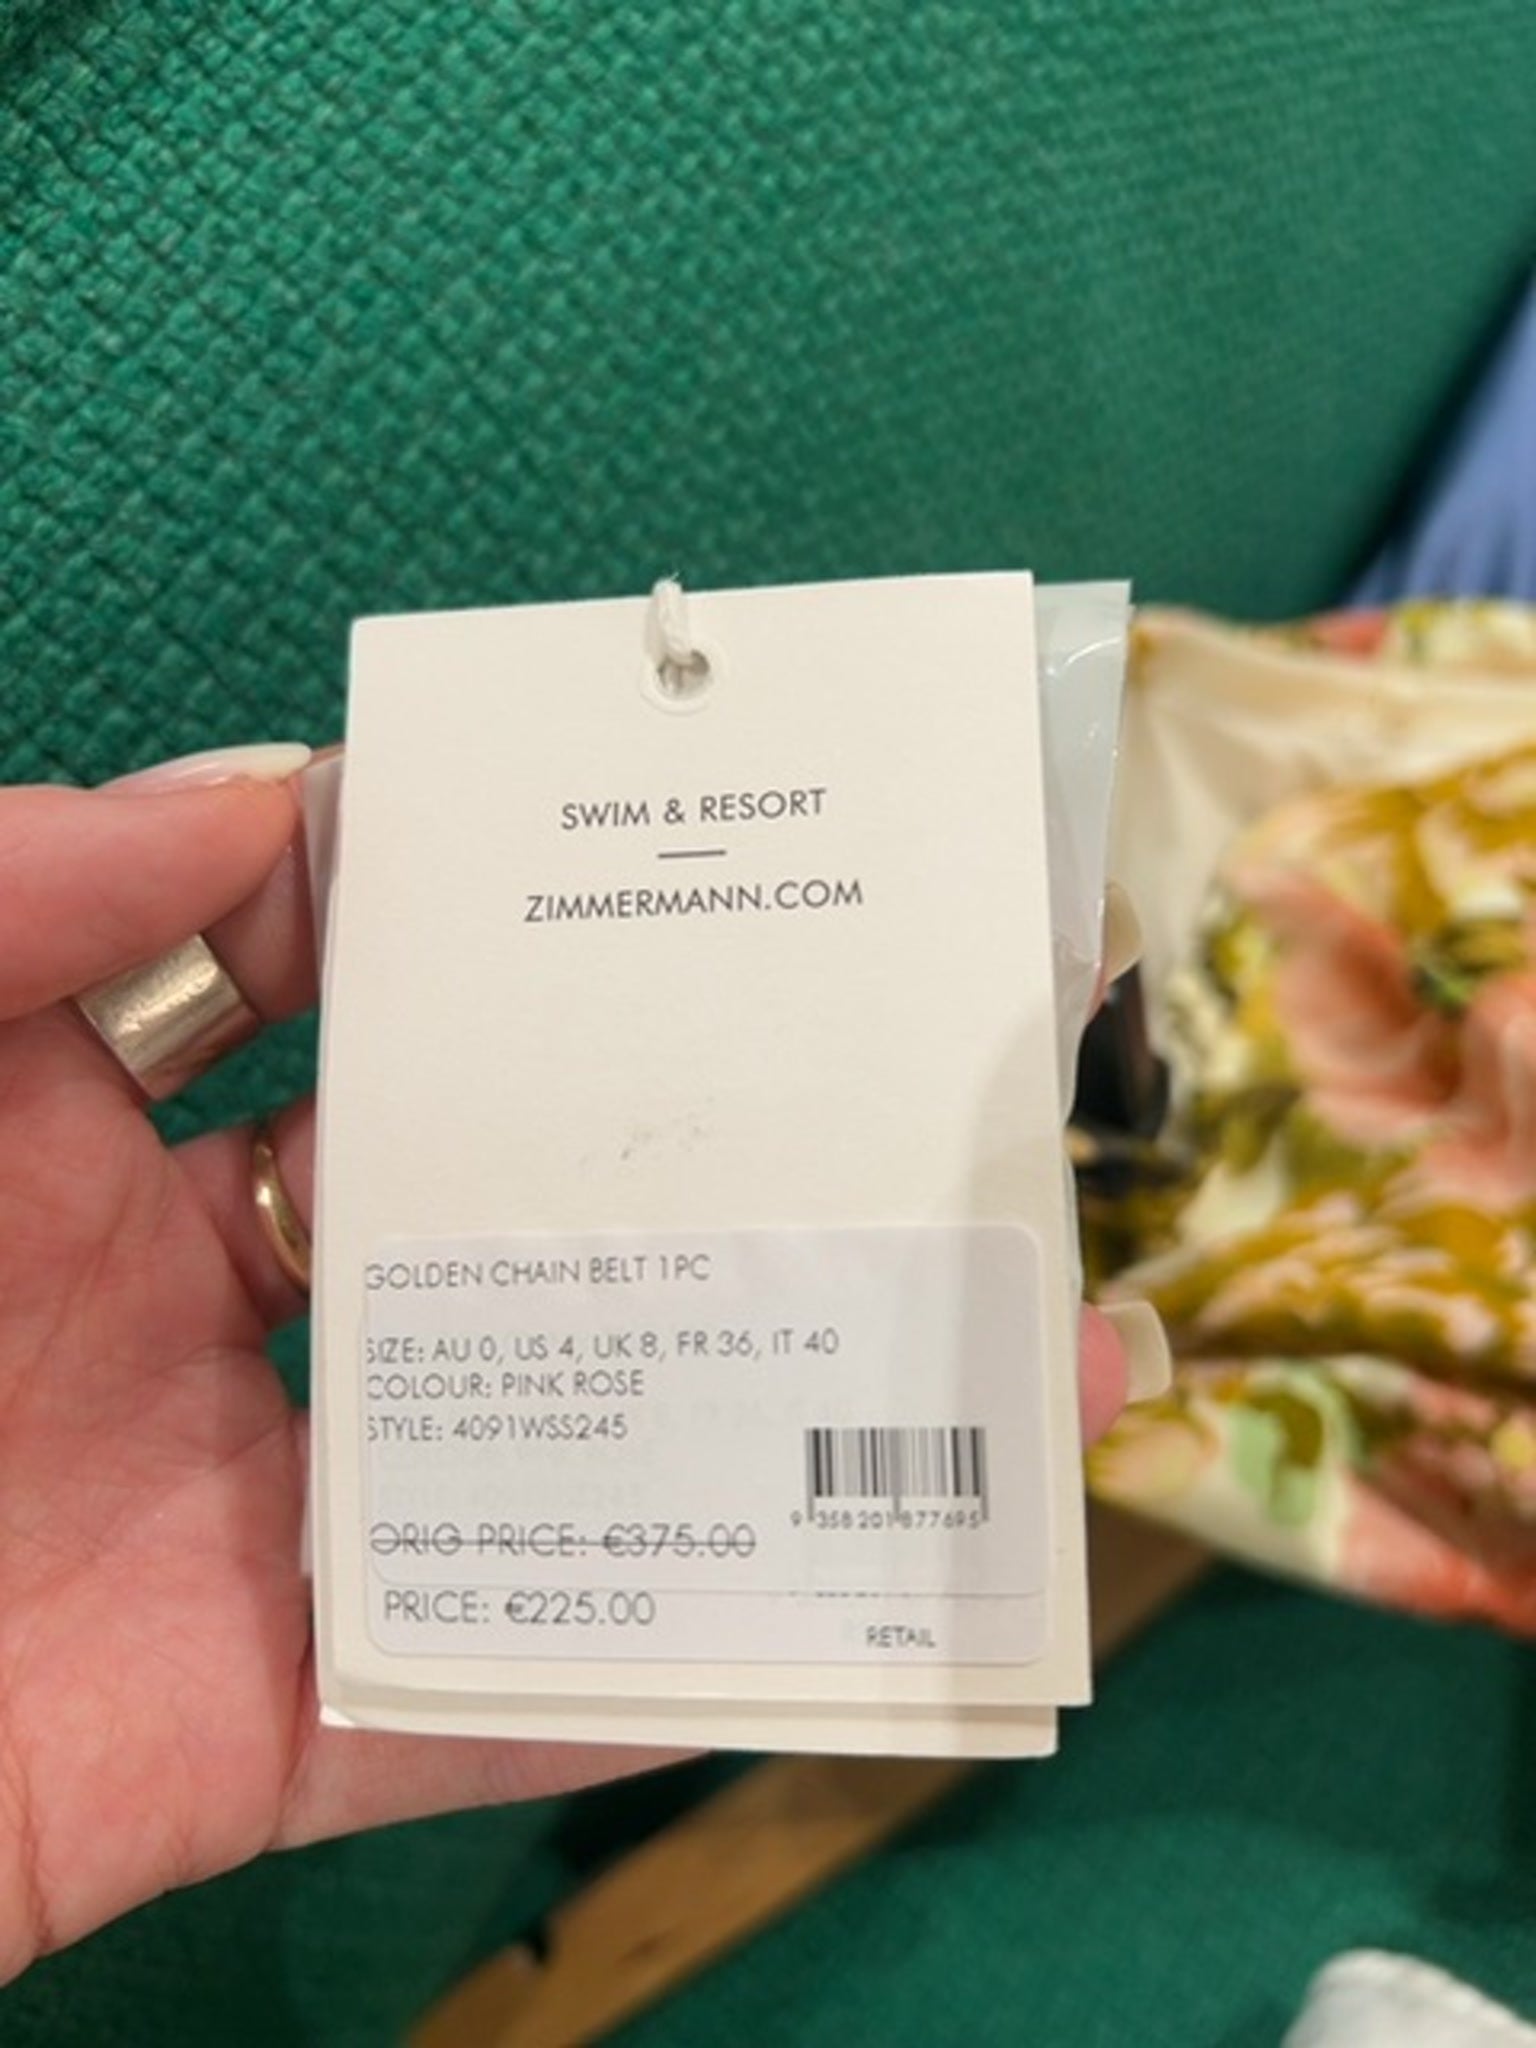 SWIM & RESORT
ZIMMERMANN.COM
GOLDEN CHAIN BELT 1PC
SIZE: AU 0, US 4, UK 8, FR 36, IT 40
COLOUR: PINK ROSE
STYLE: 4091WSS245
9 358201 877695
ORIG PRICE: €375.00
PRICE: €225.00
RETAIL